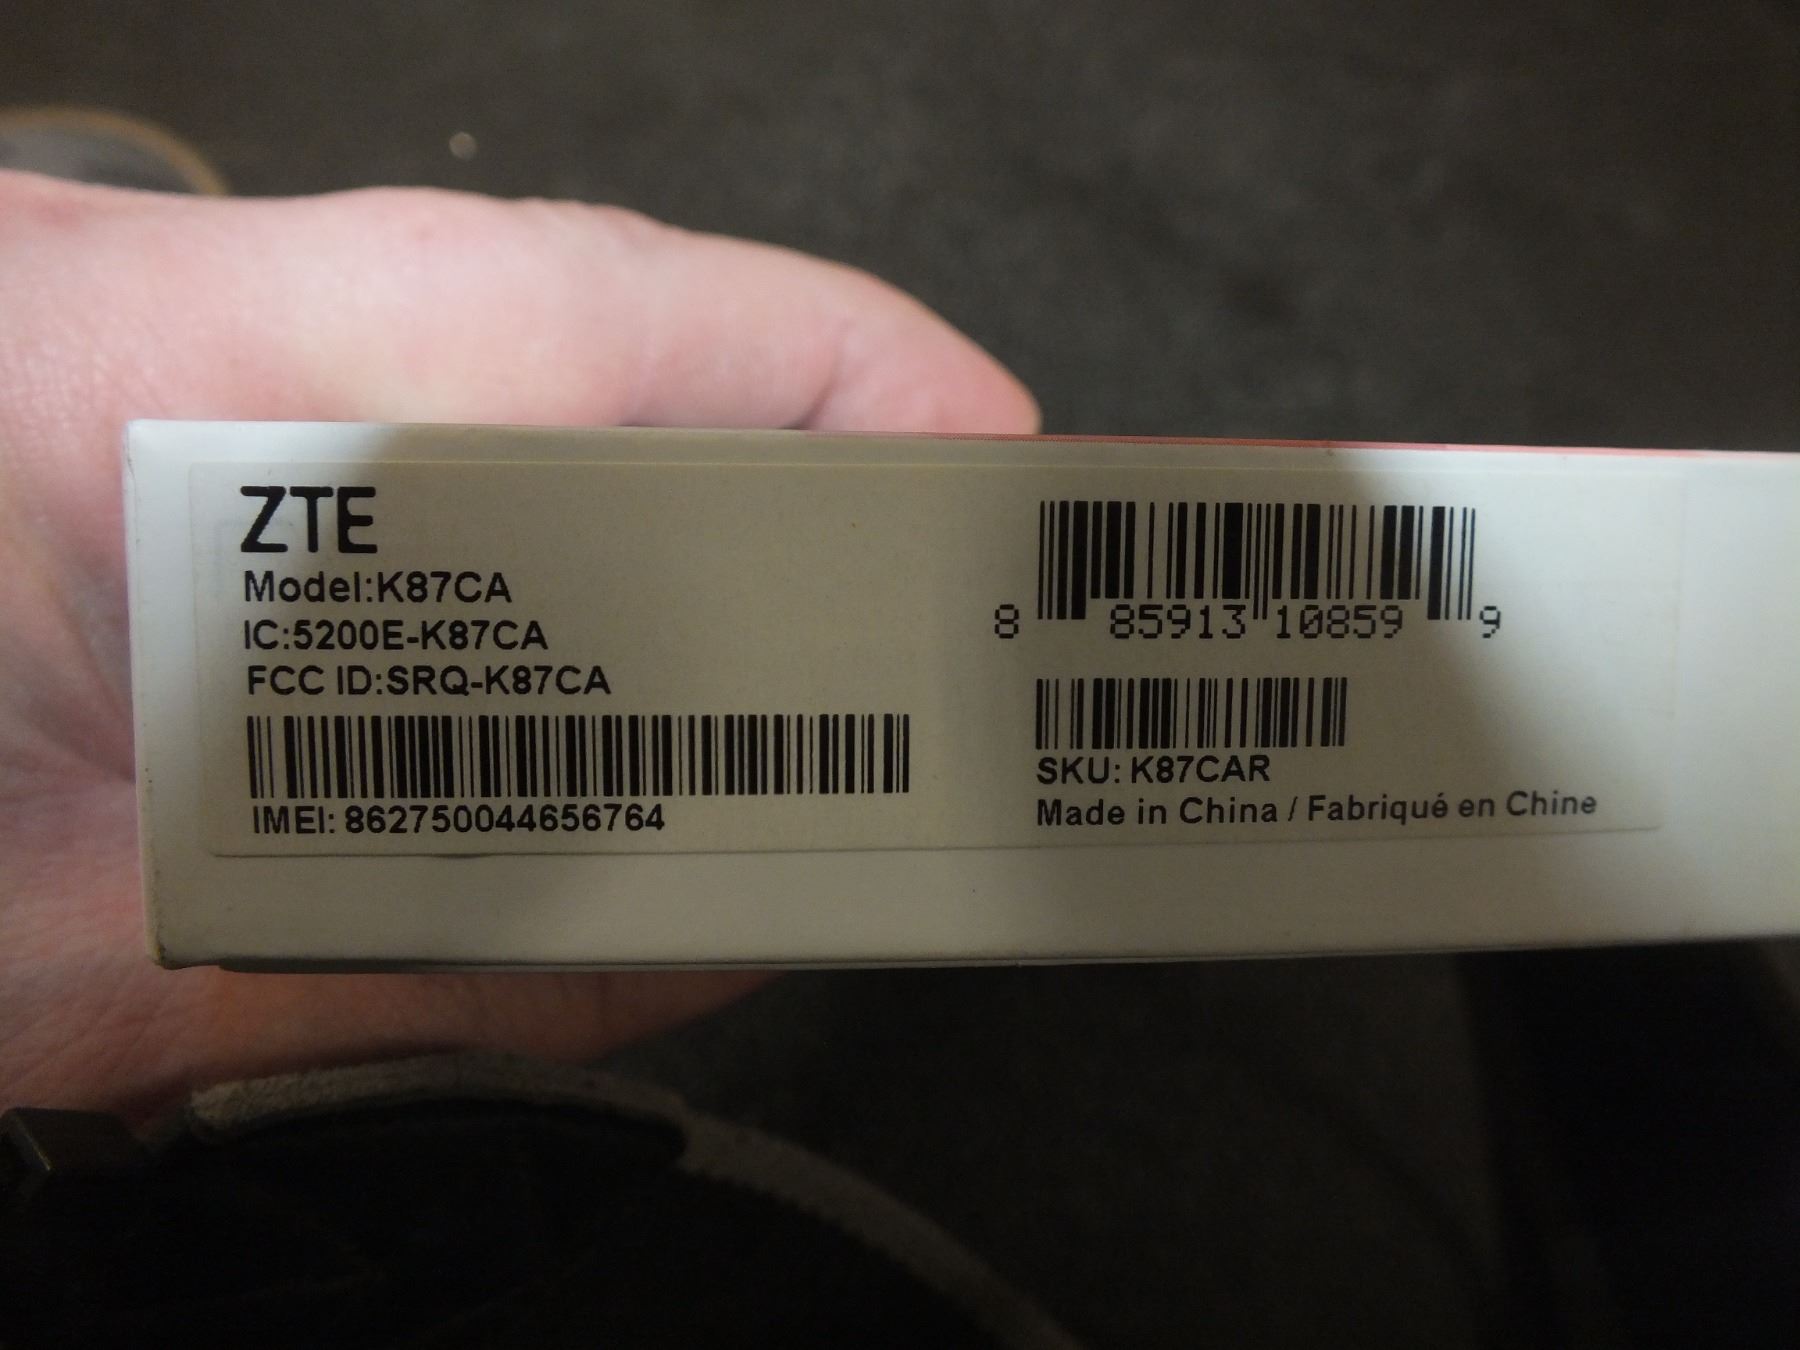 ZTE
Model:K87CA
IC:5200E-K87CA
FCC ID:SRQ-K87CA
IMEI: 862750044656764
8 85913 10859 9
SKU: K87CAR
Made in China / Fabriqué en Chine